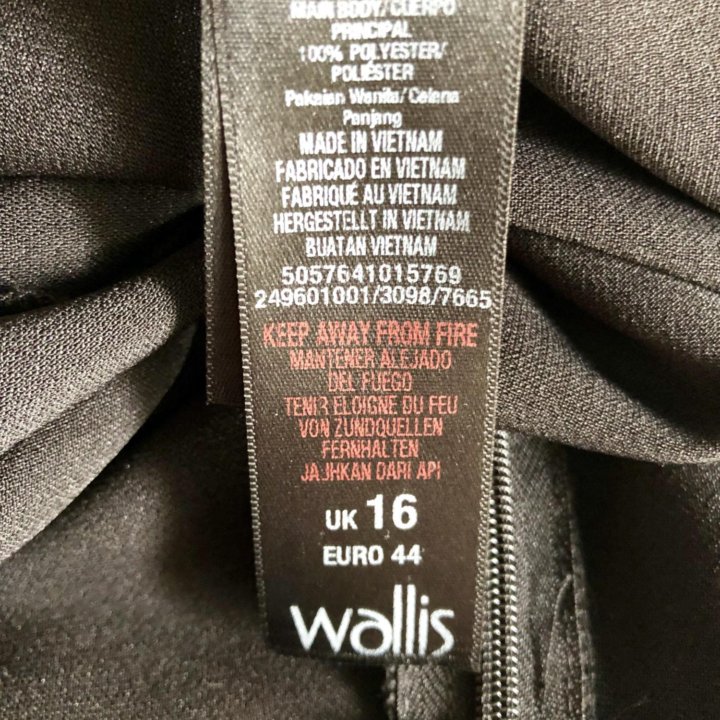 MAIN BODY/CUERPO
PRINCIPAL
100% POLYESTER/
POLIÉSTER
Pakaian Wanita/Celana
Panjang
MADE IN VIETNAM
FABRICADO EN VIETNAM
FABRIQUÉ AU VIETNAM
HERGESTELLT IN VIETNAM
BUATAN VIETNAM
5057641015769
249601001/3098/7665
KEEP AWAY FROM FIRE
MANTENER ALEJADO
DEL FUEGO
TENIR ELOIGNE DU FEU
VON ZUNDQUELLEN
FERNHALTEN
JAJHKAN DARI API
UK 16
EURO 44
wallis